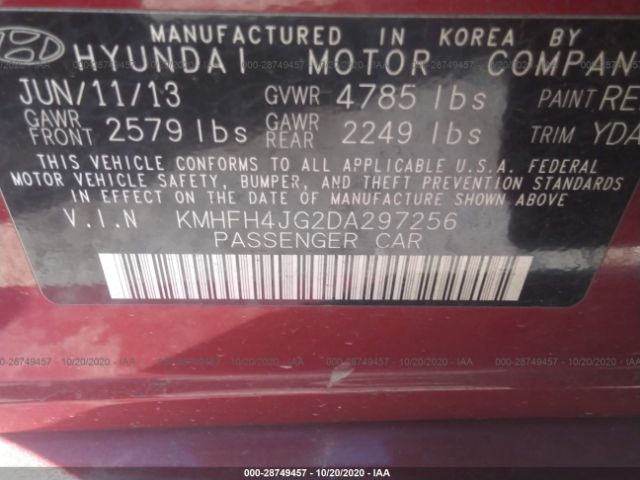 MANUFACTURED IN KOREA BY
HYUNDAI MOTOR COMPAN
JUN/11/13 GVWR 4785 lbs PAINT RE
GAWR FRONT 2579 lbs GAWR REAR 2249 lbs TRIM YDA
THIS VEHICLE CONFORMS TO ALL APPLICABLE U.S.A. FEDERAL
MOTOR VEHICLE SAFETY, BUMPER, AND THEFT PREVENTION STANDARDS
IN EFFECT ON THE DATE OF MANUFACTURE SHOWN ABOVE.
V.I.N KMHFH4JG2DA297256
PASSENGER CAR
000-28749457 - 10/20/2020 - IAA